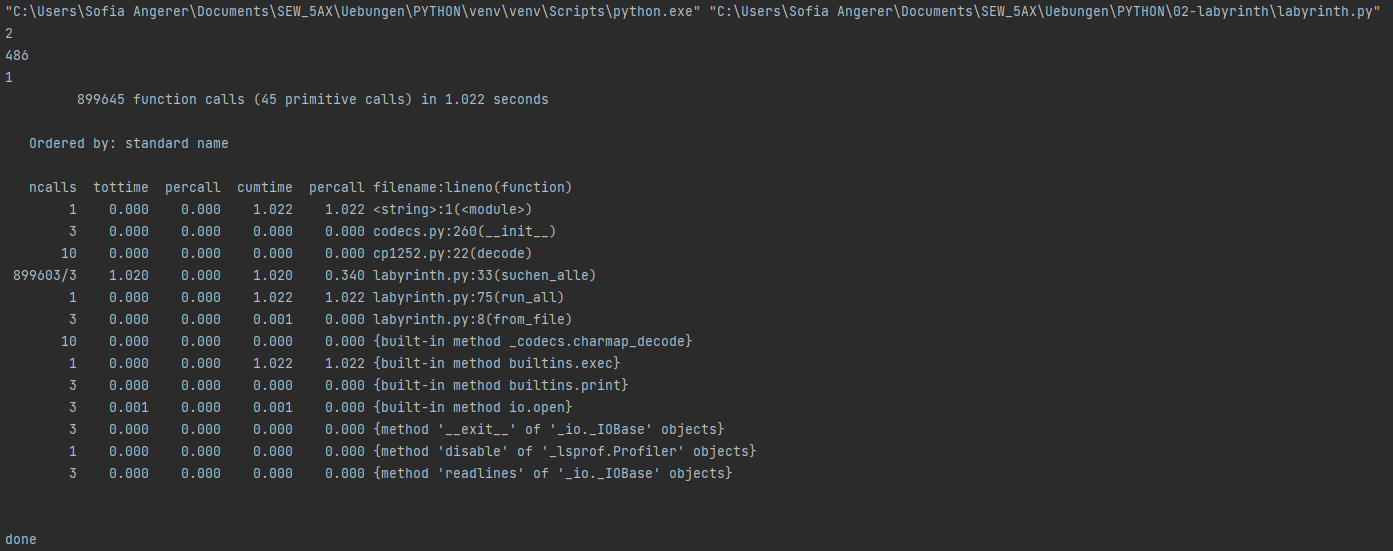 "C:\Users\Sofia Angerer\Documents\SEW_5AX\Uebungen\PYTHON\venv\venv\Scripts\python.exe" "C:\Users\Sofia Angerer\Documents\SEW_5AX\Uebungen\PYTHON\02-labyrinth\labyrinth.py"
2
486
1
         899645 function calls (45 primitive calls) in 1.022 seconds
   Ordered by: standard name
   ncalls  tottime  percall  cumtime  percall filename:lineno(function)
        1    0.000    0.000    1.022    1.022 <string>:1(<module>)
        3    0.000    0.000    0.000    0.000 codecs.py:260(__init__)
       10    0.000    0.000    0.000    0.000 cp1252.py:22(decode)
 899603/3    1.020    0.000    1.020    0.340 labyrinth.py:33(suchen_alle)
        1    0.000    0.000    1.022    1.022 labyrinth.py:75(run_all)
        3    0.000    0.000    0.001    0.000 labyrinth.py:8(from_file)
       10    0.000    0.000    0.000    0.000 {built-in method _codecs.charmap_decode}
        1    0.000    0.000    1.022    1.022 {built-in method builtins.exec}
        3    0.000    0.000    0.000    0.000 {built-in method builtins.print}
        3    0.001    0.000    0.001    0.000 {built-in method io.open}
        3    0.000    0.000    0.000    0.000 {method '__exit__' of '_io._IOBase' objects}
        1    0.000    0.000    0.000    0.000 {method 'disable' of '_lsprof.Profiler' objects}
        3    0.000    0.000    0.000    0.000 {method 'readlines' of '_io._IOBase' objects}
done